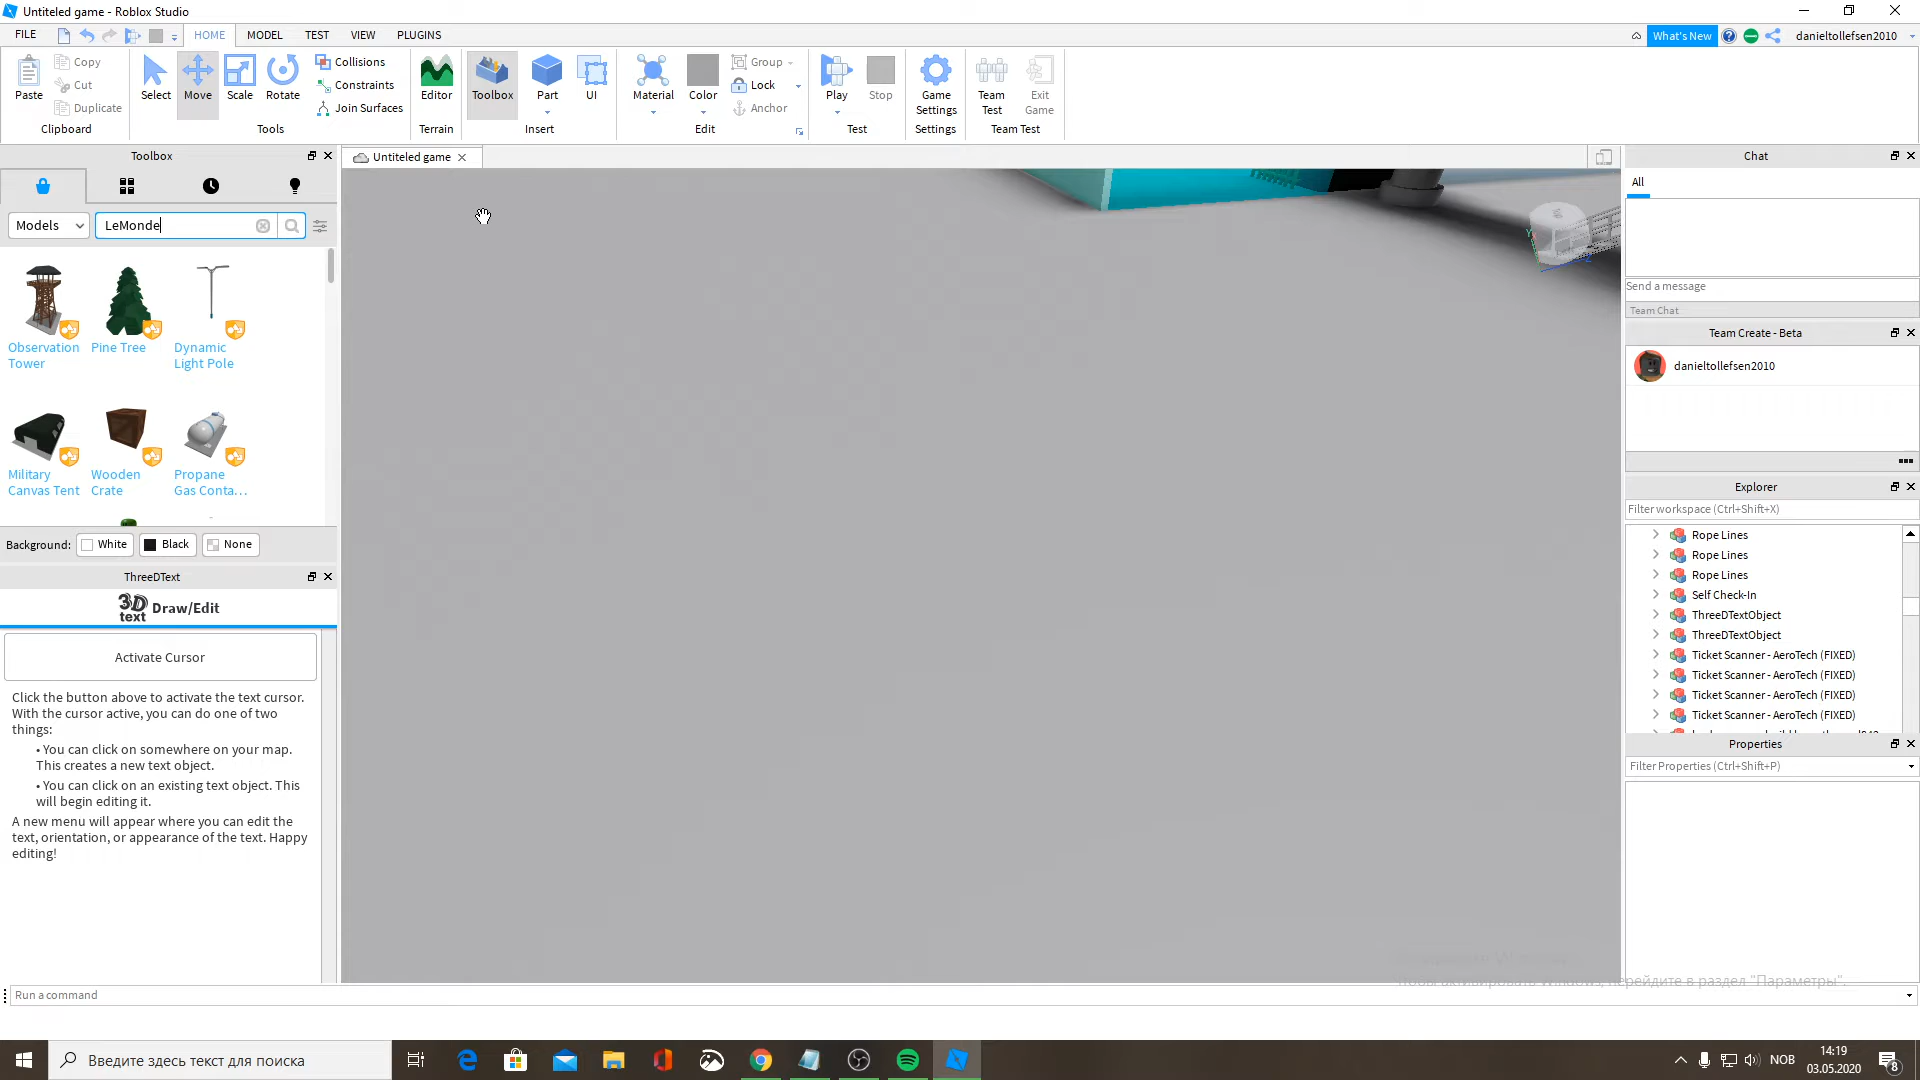 Untiteled game - Roblox Studio
FILE HOME MODEL TEST VIEW PLUGINS What's New danieltollefsen2010
Paste Copy Cut Duplicate Clipboard
Select Move Scale Rotate Collisions Constraints Join Surfaces Tools
Editor Terrain
Toolbox Part UI Insert
Material Color Group Lock Anchor Edit
Play Stop Test
Game Settings Settings
Team Test Exit Game Team Test
Toolbox
Models LeMonde
Observation Tower
Pine Tree
Dynamic Light Pole
Military Canvas Tent
Wooden Crate
Propane Gas Conta...
Background: White Black None
ThreeDText
3D text Draw/Edit
Activate Cursor
Click the button above to activate the text cursor.
With the cursor active, you can do one of two
things:
• You can click on somewhere on your map.
This creates a new text object.
• You can click on an existing text object. This
will begin editing it.
A new menu will appear where you can edit the
text, orientation, or appearance of the text. Happy
editing!
Untiteled game
Chat
All
Send a message
Team Chat
Team Create - Beta
danieltollefsen2010
Explorer
Filter workspace (Ctrl+Shift+X)
Rope Lines
Rope Lines
Rope Lines
Self Check-In
ThreeDTextObject
ThreeDTextObject
Ticket Scanner - AeroTech (FIXED)
Ticket Scanner - AeroTech (FIXED)
Ticket Scanner - AeroTech (FIXED)
Ticket Scanner - AeroTech (FIXED)
Properties
Filter Properties (Ctrl+Shift+P)
Чтобы активировать Windows, перейдите в раздел "Параметры".
Run a command
Введите здесь текст для поиска
NOB
14:19
03.05.2020
8